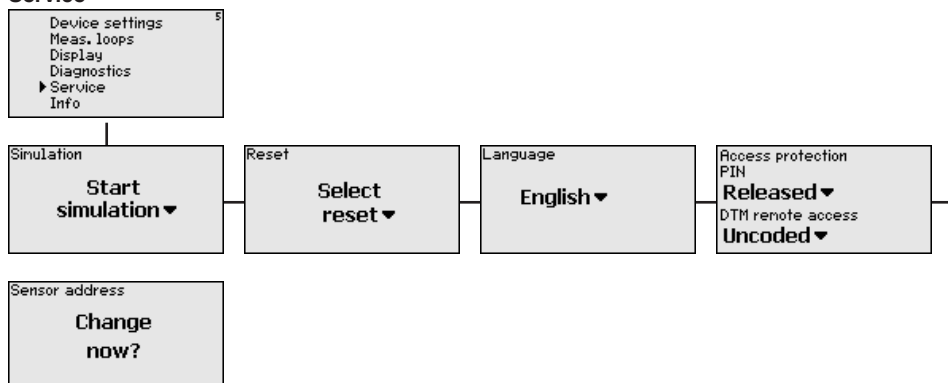 Service
Device settings
5
Meas. loops
Display
Diagnostics
Service
Info
Simulation
Start
simulation
Reset
Select
reset
Language
English
Access protection
PIN
Released
DTM remote access
Uncoded
Sensor address
Change
now?